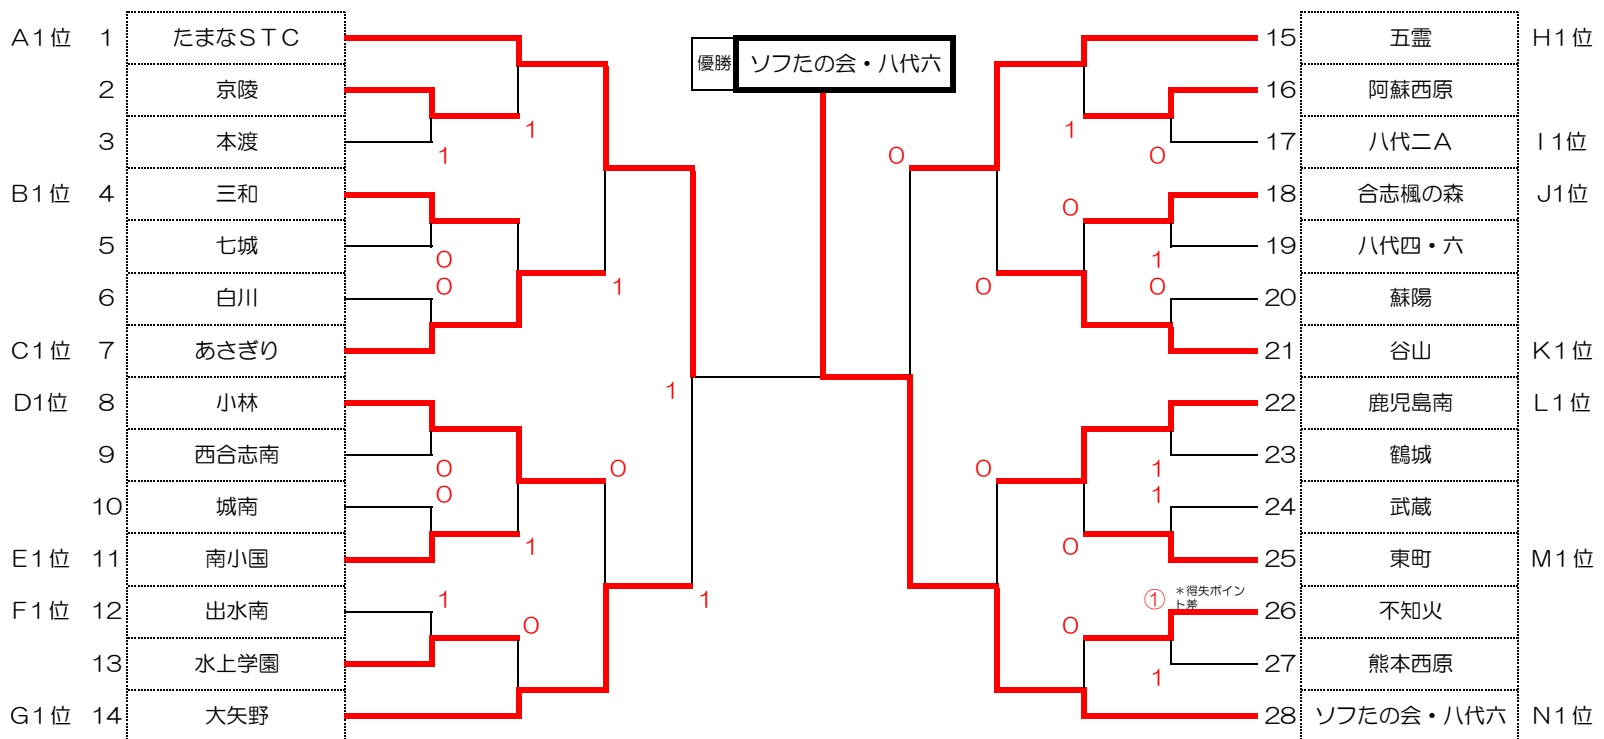 A1位 1 たまなSTC
2 京陵
3 本渡
B1位 4 三和
5 七城
6 白川
C1位 7 あさぎり
D1位 8 小林
9 西合志南
10 城南
E1位 11 南小国
F1位 12 出水南
13 水上学園
G1位 14 大矢野
1
1
0
0
1
0
0
1
1
0
0
1
1
優勝 ソフたの会・八代六
0
1
0
0
1
0
0
0
1
1
0
① *得失ポイン
ト差
0
1
15 五霊 H1位
16 阿蘇西原
17 八代二A I1位
18 合志楓の森 J1位
19 八代四・六
20 蘇陽
21 谷山 K1位
22 鹿児島南 L1位
23 鶴城
24 武蔵
25 東町 M1位
26 不知火
27 熊本西原
28 ソフたの会・八代六 N1位